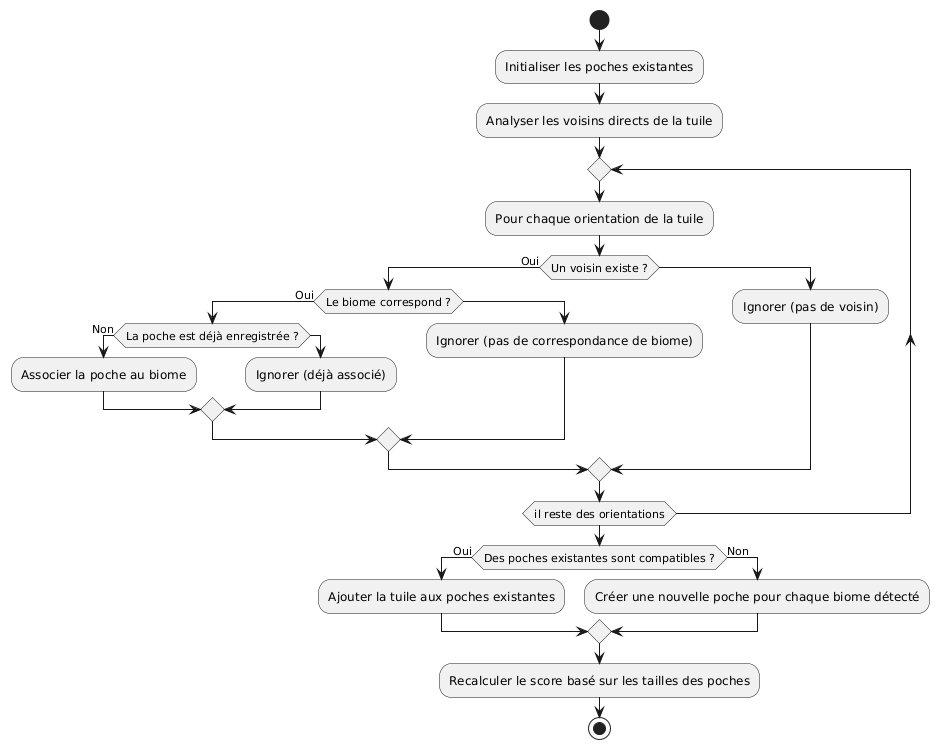 Initialiser les poches existantes
Analyser les voisins directs de la tuile
Pour chaque orientation de la tuile
Oui
Un voisin existe ?
Oui
Le biome correspond ?
Ignorer (pas de voisin)
Non
La poche est déjà enregistrée ?
Ignorer (pas de correspondance de biome)
Associer la poche au biome
Ignorer (déjà associé)
il reste des orientations
Oui
Des poches existantes sont compatibles ?
Non
Ajouter la tuile aux poches existantes
Créer une nouvelle poche pour chaque biome détecté
Recalculer le score basé sur les tailles des poches